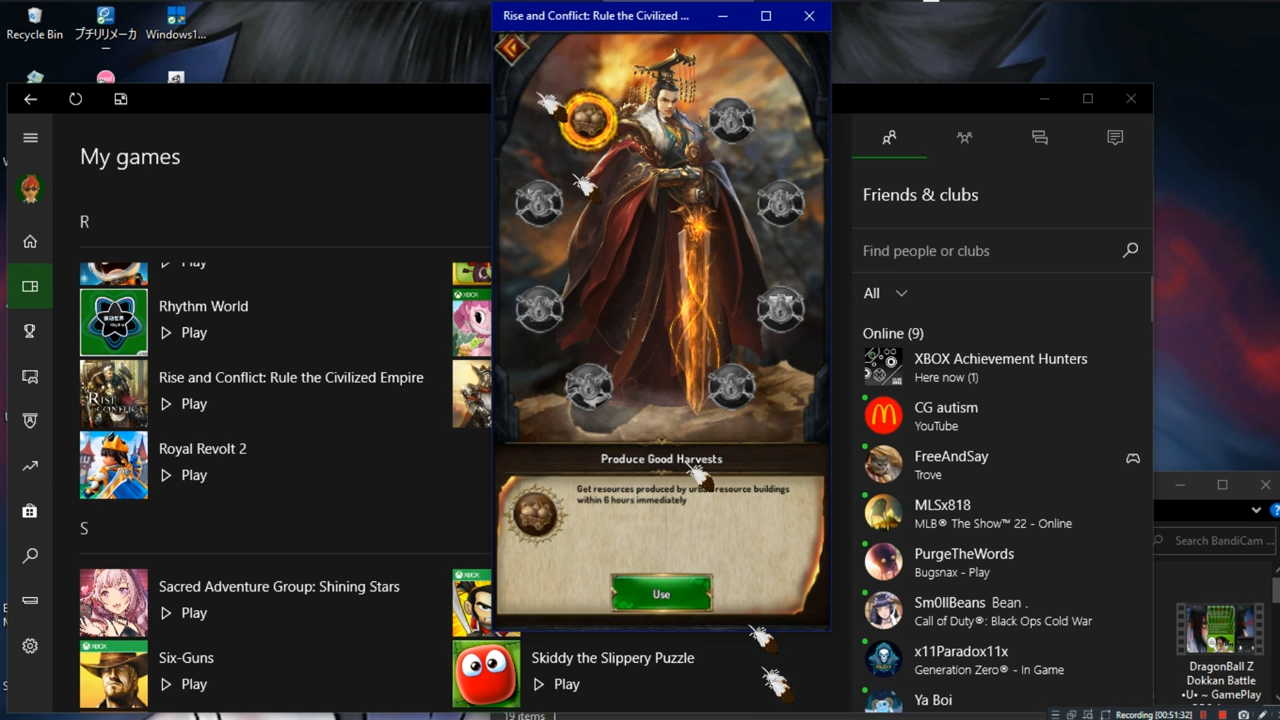 Recycle Bin
プチリリメーカ
ー
Windows1...
Rise and Conflict: Rule the Civilized ...
My games
R
Play
Rhythm World
Play
Rise and Conflict: Rule the Civilized Empire
Play
Royal Revolt 2
Play
S
Sacred Adventure Group: Shining Stars
Play
Six-Guns
Play
Skiddy the Slippery Puzzle
Play
XBOX
XBOX
XBOX
RISE
CONFLICT
Produce Good Harvests
Get resources produced by urban resource buildings
within 6 hours immediately
Use
Friends & clubs
Find people or clubs
All
Online (9)
XBOX Achievement Hunters
Here now (1)
CG autism
YouTube
FreeAndSay
Trove
MLSx818
MLB® The Show™ 22 - Online
PurgeTheWords
Bugsnax - Play
Sm0llBeans Bean .
Call of Duty®: Black Ops Cold War
x11Paradox11x
Generation Zero® - In Game
Ya Boi
Search BandiCam ...
DragonBall Z
Dokkan Battle
•U• ~ GamePlay
19 items
Recording [00:51:32]